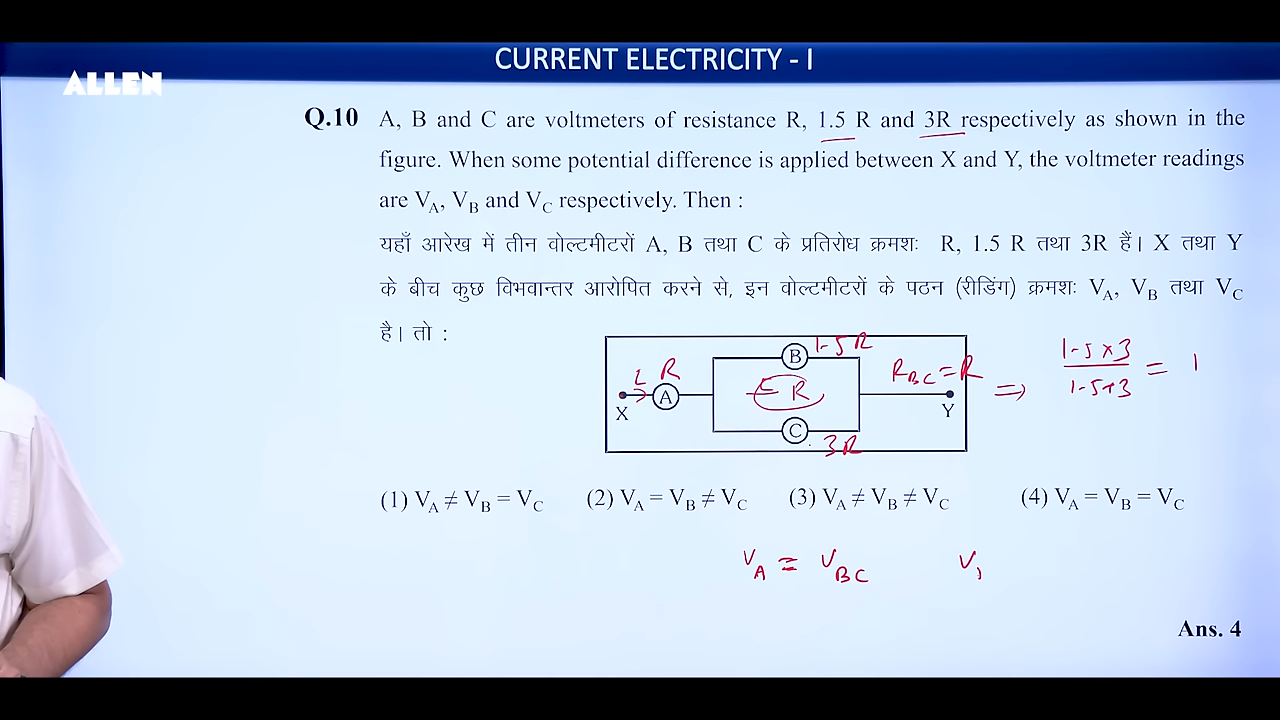 CURRENT ELECTRICITY - I
ALLEN
Q.10 A, B and C are voltmeters of resistance R, 1.5 R and 3R respectively as shown in the
figure. When some potential difference is applied between X and Y, the voltmeter readings
are V_A, V_B and V_C respectively. Then :
यहाँ आरेख में तीन वोल्टमीटरों A, B तथा C के प्रतिरोध क्रमशः R, 1.5 R तथा 3R हैं। X तथा Y
के बीच कुछ विभवान्तर आरोपित करने से, इन वोल्टमीटरों के पठन (रीडिंग) क्रमशः V_A, V_B तथा V_C
है। तो :
B 1.5R
R
R_BC = R
⇒ 1.5×3 / 1.5+3 = 1
A
R
X
Y
C
3R
(1) V_A ≠ V_B = V_C (2) V_A = V_B ≠ V_C (3) V_A ≠ V_B ≠ V_C (4) V_A = V_B = V_C
V_A = V_BC V
Ans. 4